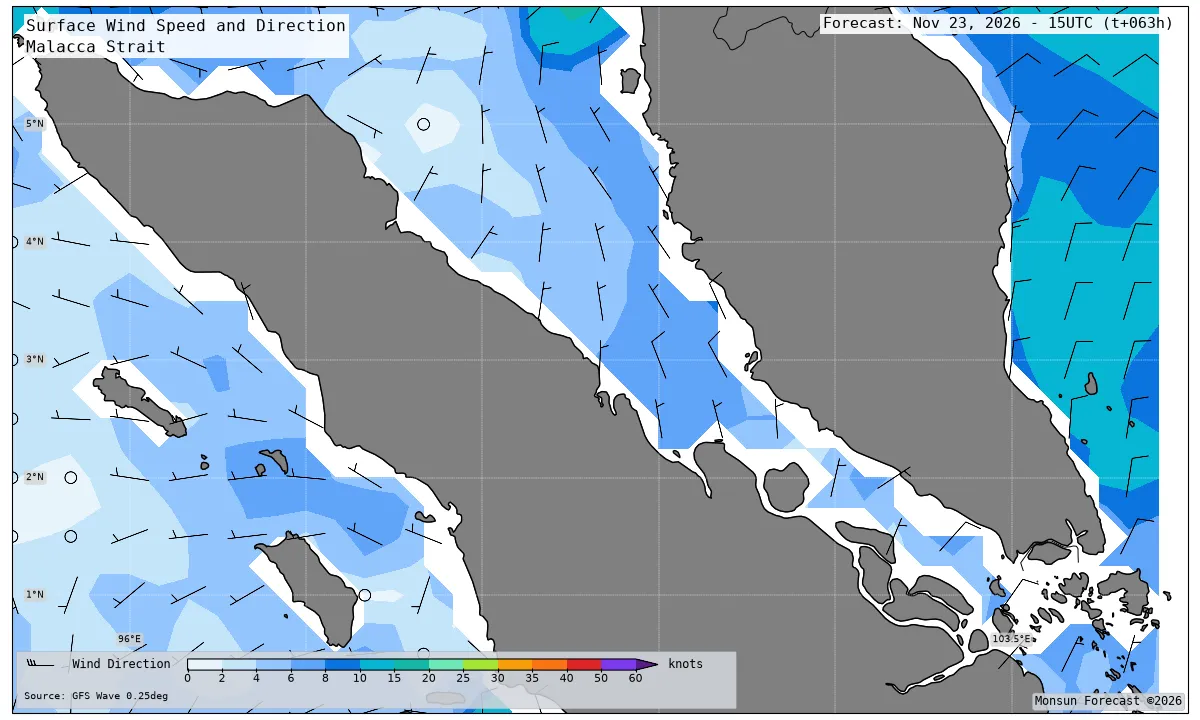 Surface Wind Speed and Direction
Malacca Strait
Forecast: Nov 23, 2026 - 15UTC (t+063h)
5°N
4°N
3°N
2°N
1°N
96°E
103.5°E
Wind Direction
knots
0 2 4 6 8 10 15 20 25 30 35 40 50 60
Source: GFS Wave 0.25deg
Monsun Forecast ©2026